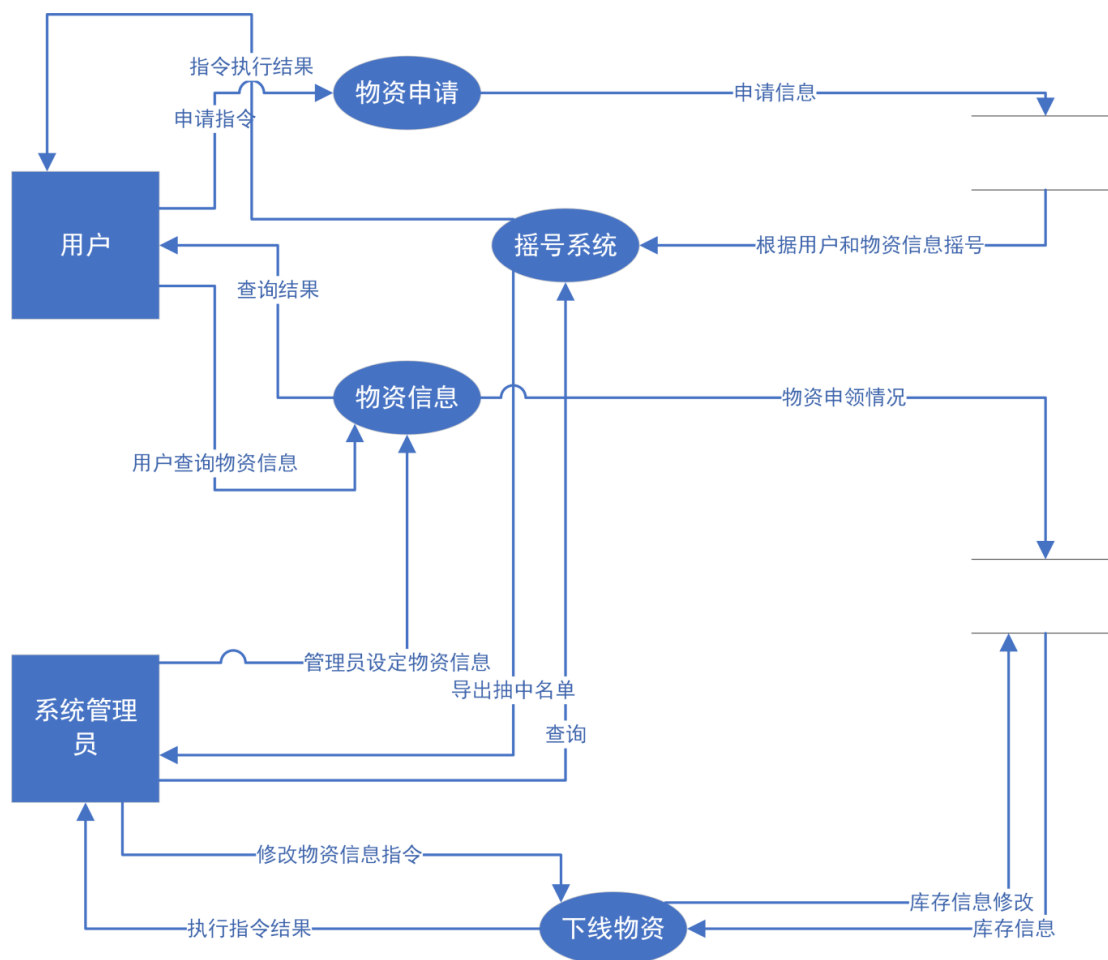 指令执行结果
物资申请
申请信息
申请指令
用户
摇号系统
根据用户和物资信息摇号
查询结果
物资信息
物资申领情况
用户查询物资信息
管理员设定物资信息
导出抽中名单
系统管理
员
查询
修改物资信息指令
库存信息修改
执行指令结果
下线物资
库存信息